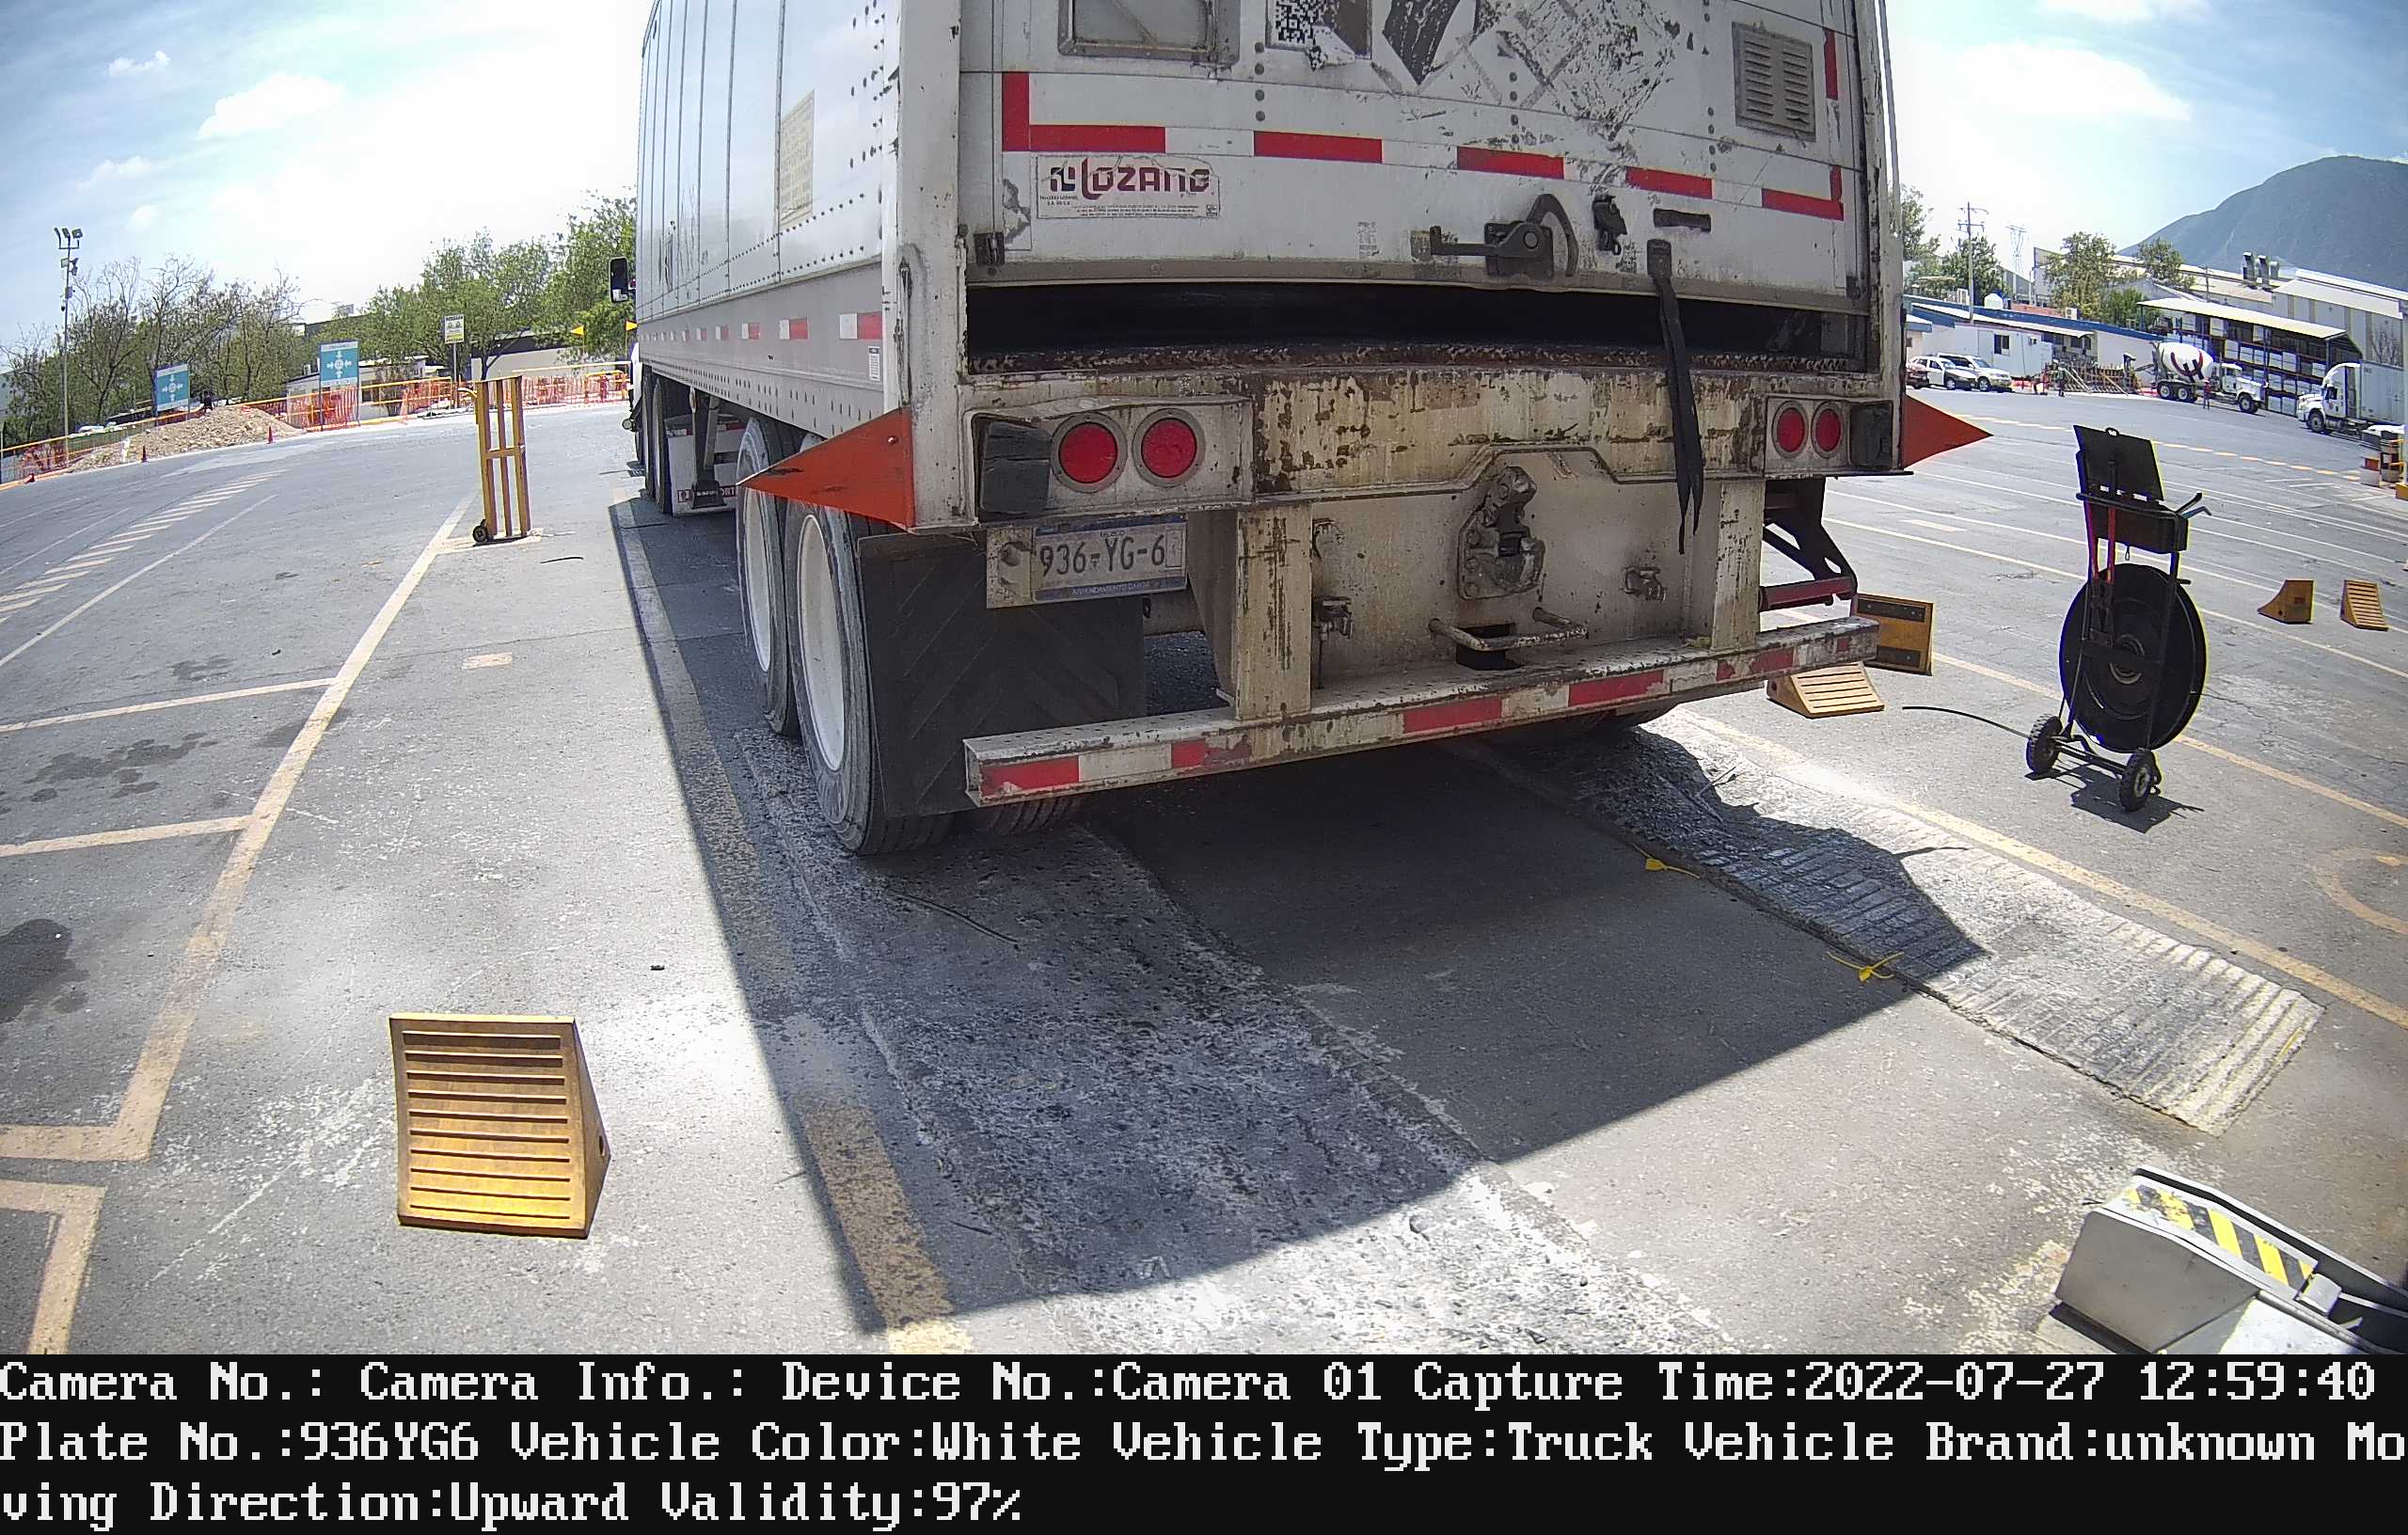 LOZANO
936-YG-6
ARRENDAMIENTO CARGA
Camera No.: Camera Info.: Device No.:Camera 01 Capture Time:2022-07-27 12:59:40
Plate No.:936YG6 Vehicle Color:White Vehicle Type:Truck Vehicle Brand:unknown Mo
ving Direction:Upward Validity:97%